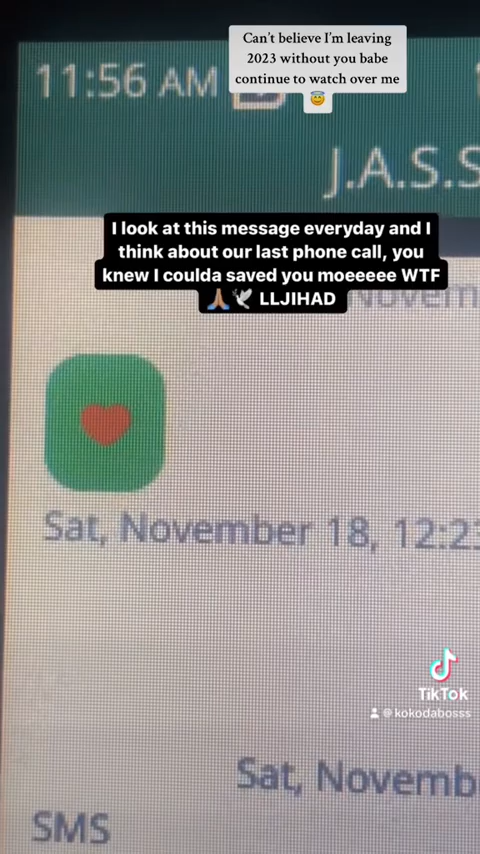 Can't believe I'm leaving
2023 without you babe
continue to watch over me
😇
11:56 AM
J.A.S.S
I look at this message everyday and I
think about our last phone call, you
knew I coulda saved you moeeeee WTF
🙏🏽🕊️ LLJIHAD
Novem
❤️
Sat, November 18, 12:2
Sat, Novemb
SMS
TikTok
@kokodabosss